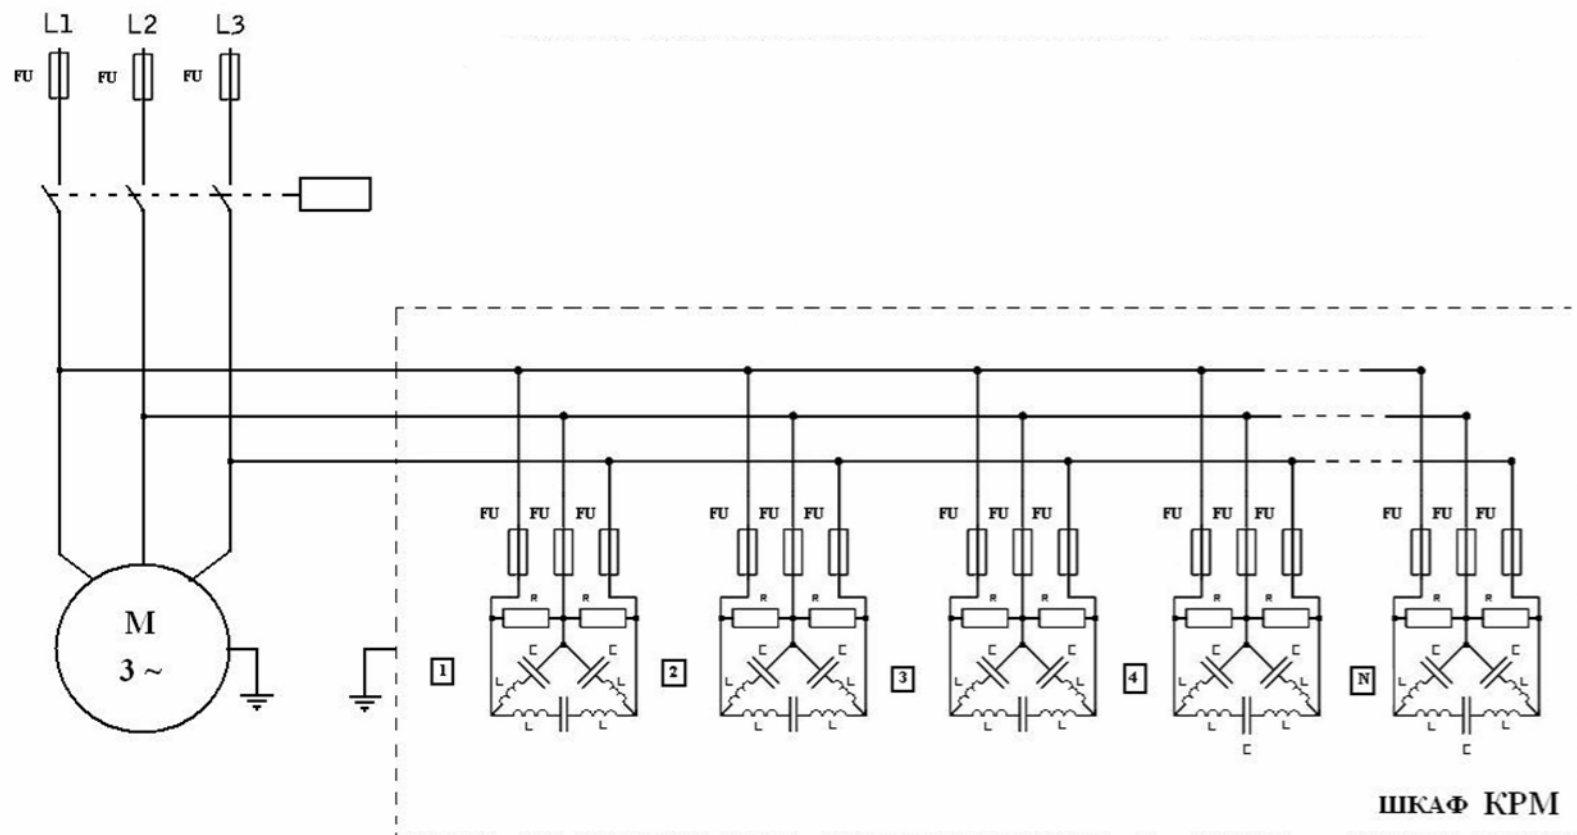 L1 L2 L3
FU FU FU
FU FU FU FU FU FU FU FU FU FU FU FU FU FU FU
R R R R R R R R R R
C C C C C C C C C C
1 2 3 4 N
L L L L L L L L L L
L L L L L L L L L L
C C
M
3 ~
ШКАФ КРМ